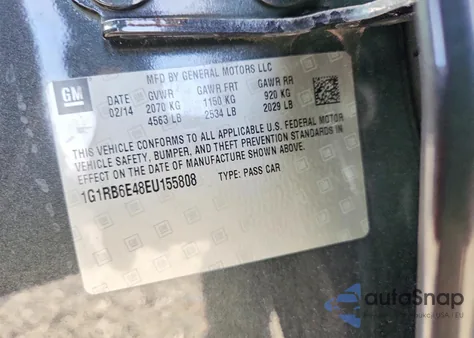 MFD BY GENERAL MOTORS LLC
GM
DATE GVWR GAWR FRT GAWR RR
02/14 2070 KG 1150 KG 920 KG
4563 LB 2534 LB 2029 LB
THIS VEHICLE CONFORMS TO ALL APPLICABLE U.S. FEDERAL MOTOR
VEHICLE SAFETY, BUMPER, AND THEFT PREVENTION STANDARDS IN
EFFECT ON THE DATE OF MANUFACTURE SHOWN ABOVE.
1G1RB6E48EU155808 TYPE: PASS CAR
autoSnap
USA / EU